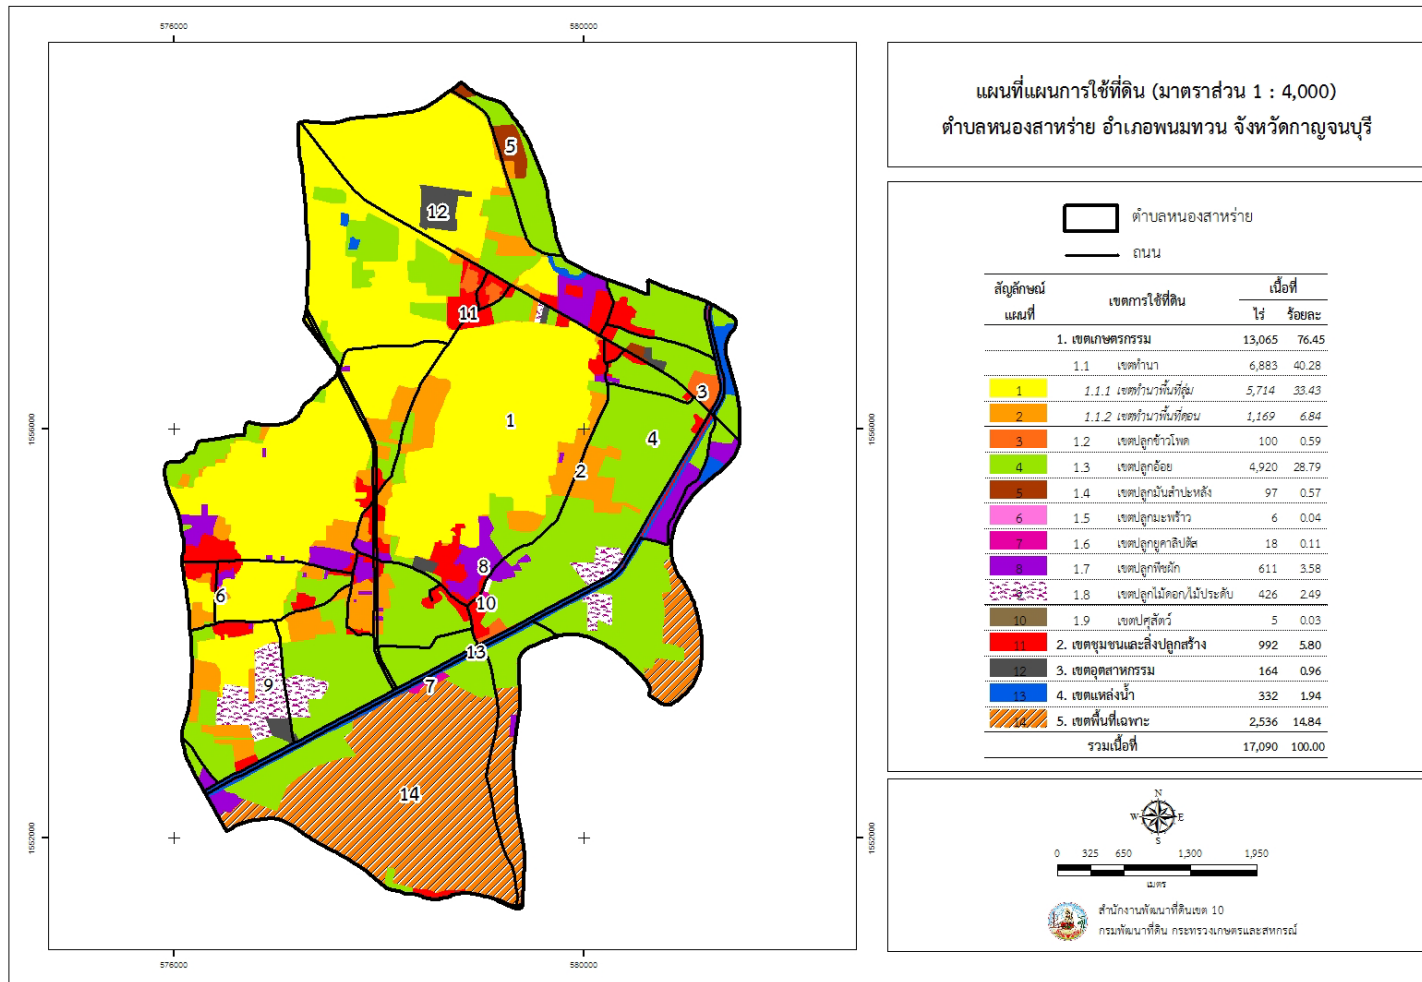 576000
580000
แผนที่แผนการใช้ที่ดิน (มาตราส่วน 1 : 4,000)
ตำบลหนองสาหร่าย อำเภอพนมทวน จังหวัดกาญจนบุรี
ตำบลหนองสาหร่าย
ถนน
สัญลักษณ์แผนที่ เขตการใช้ที่ดิน เนื้อที่
ไร่ ร้อยละ
1. เขตเกษตรกรรม 13,065 76.45
1.1 เขตทำนา 6,883 40.28
1 1.1.1 เขตทำนาพื้นที่ลุ่ม 5,714 33.43
2 1.1.2 เขตทำนาพื้นที่ดอน 1,169 6.84
3 1.2 เขตปลูกข้าวโพด 100 0.59
4 1.3 เขตปลูกอ้อย 4,920 28.79
5 1.4 เขตปลูกมันสำปะหลัง 97 0.57
6 1.5 เขตปลูกมะพร้าว 6 0.04
7 1.6 เขตปลูกยูคาลิปตัส 18 0.11
8 1.7 เขตปลูกพืชผัก 611 3.58
9 1.8 เขตปลูกไม้ดอก/ไม้ประดับ 426 2.49
10 1.9 เขตปศุสัตว์ 5 0.03
11 2. เขตชุมชนและสิ่งปลูกสร้าง 992 5.80
12 3. เขตอุตสาหกรรม 164 0.96
13 4. เขตแหล่งน้ำ 332 1.94
14 5. เขตพื้นที่เฉพาะ 2,536 14.84
รวมเนื้อที่ 17,090 100.00
5
12
11
3
1
4
2
8
6
10
13
9
7
14
1556000
1556000
1552000
1552000
576000
580000
N
W E
S
0 325 650 1,300 1,950
เมตร
สำนักงานพัฒนาที่ดินเขต 10
กรมพัฒนาที่ดิน กระทรวงเกษตรและสหกรณ์